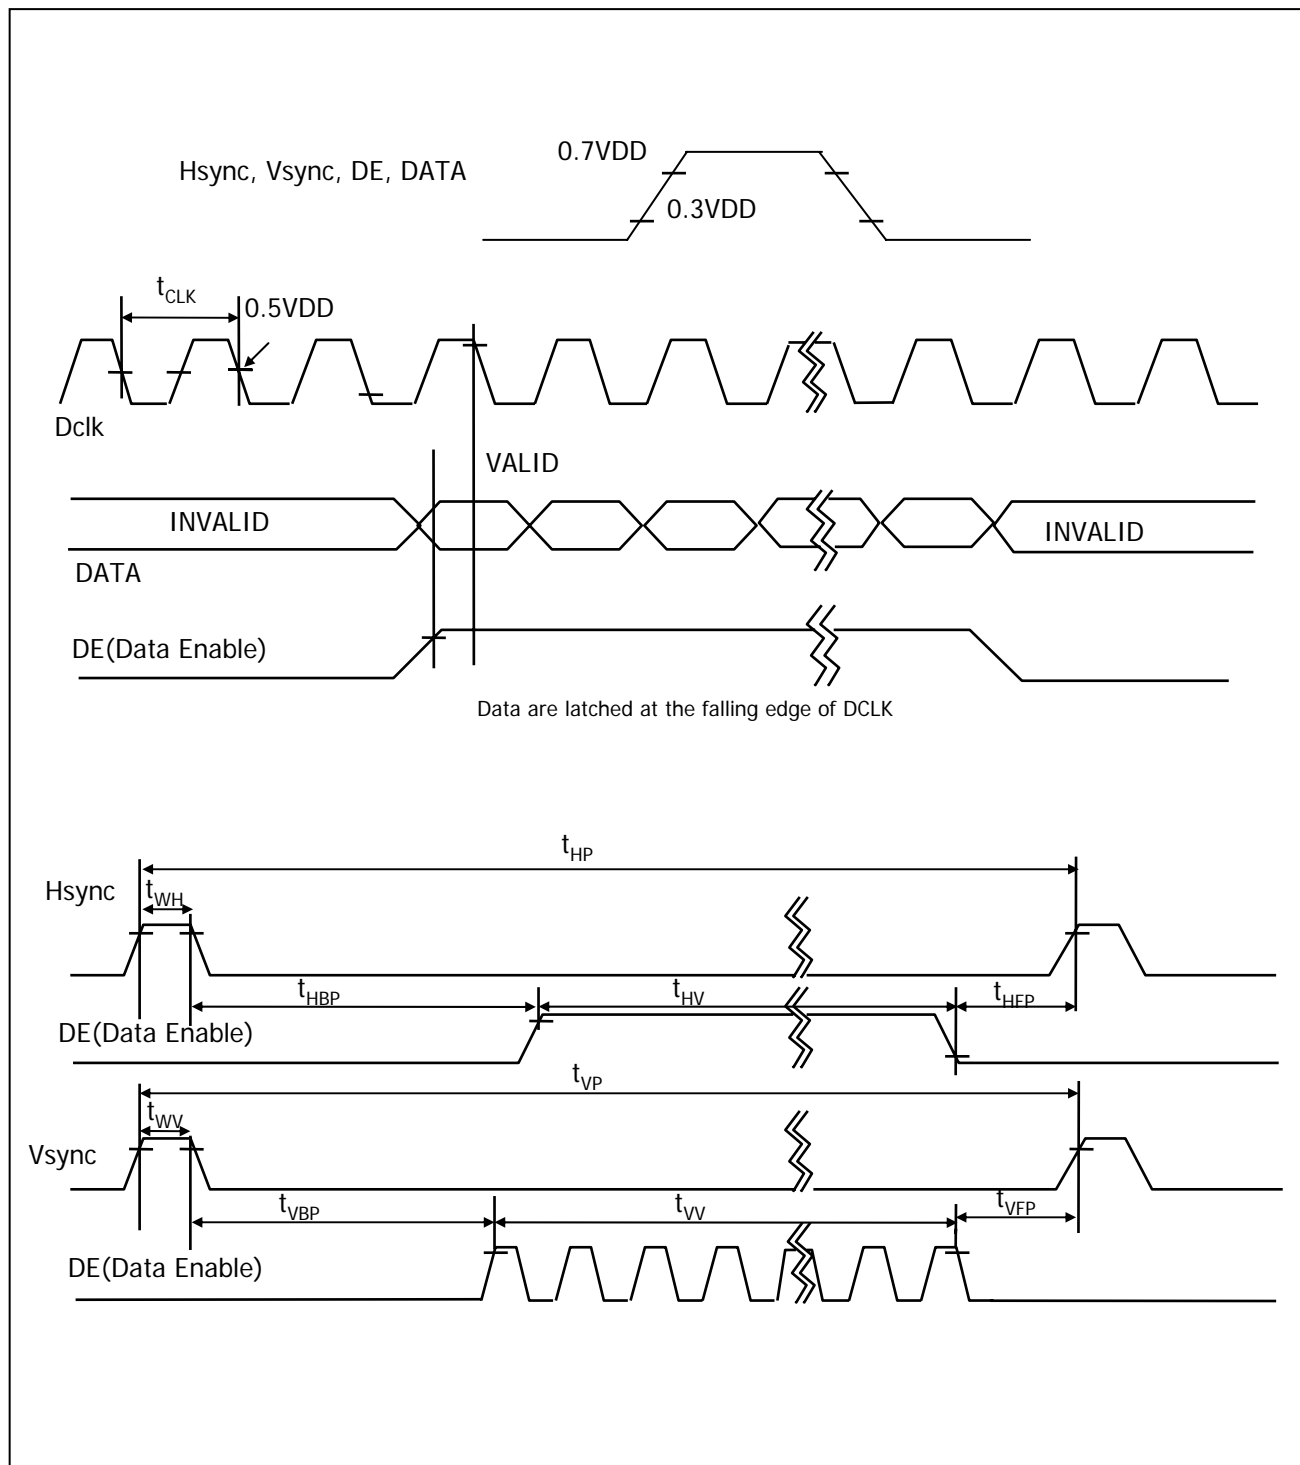 0.7VDD
Hsync, Vsync, DE, DATA
0.3VDD
tCLK
0.5VDD
Dclk
VALID
INVALID
INVALID
DATA
DE(Data Enable)
Data are latched at the falling edge of DCLK
tHP
Hsync
tWH
tHBP
tHV
tHFP
DE(Data Enable)
tVP
tWV
Vsync
tVBP
tVV
tVFP
DE(Data Enable)